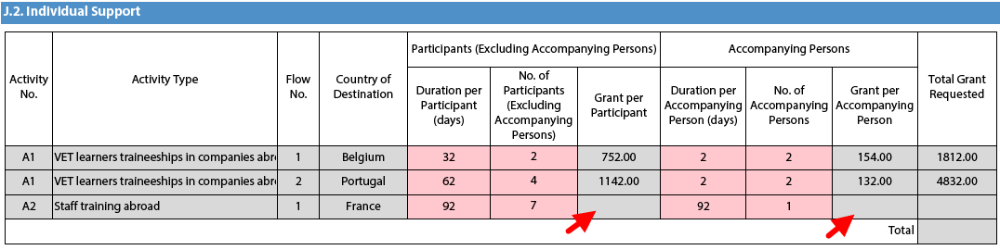 J.2. Individual Support
Participants (Excluding Accompanying Persons) Accompanying Persons
Activity No. Activity Type Flow No. Country of Destination Duration per Participant (days) No. of Participants (Excluding Accompanying Persons) Grant per Participant Duration per Accompanying Person (days) No. of Accompanying Persons Grant per Accompanying Person Total Grant Requested
A1 VET learners traineeships in companies abr 1 Belgium 32 2 752.00 2 2 154.00 1812.00
A1 VET learners traineeships in companies abr 2 Portugal 62 4 1142.00 2 2 132.00 4832.00
A2 Staff training abroad 1 France 92 7 92 1
Total